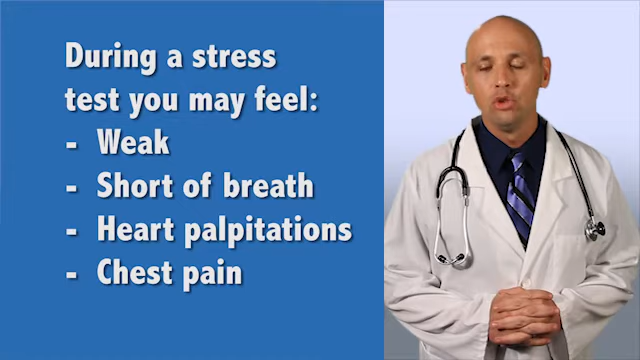 During a stress
test you may feel:
- Weak
- Short of breath
- Heart palpitations
- Chest pain